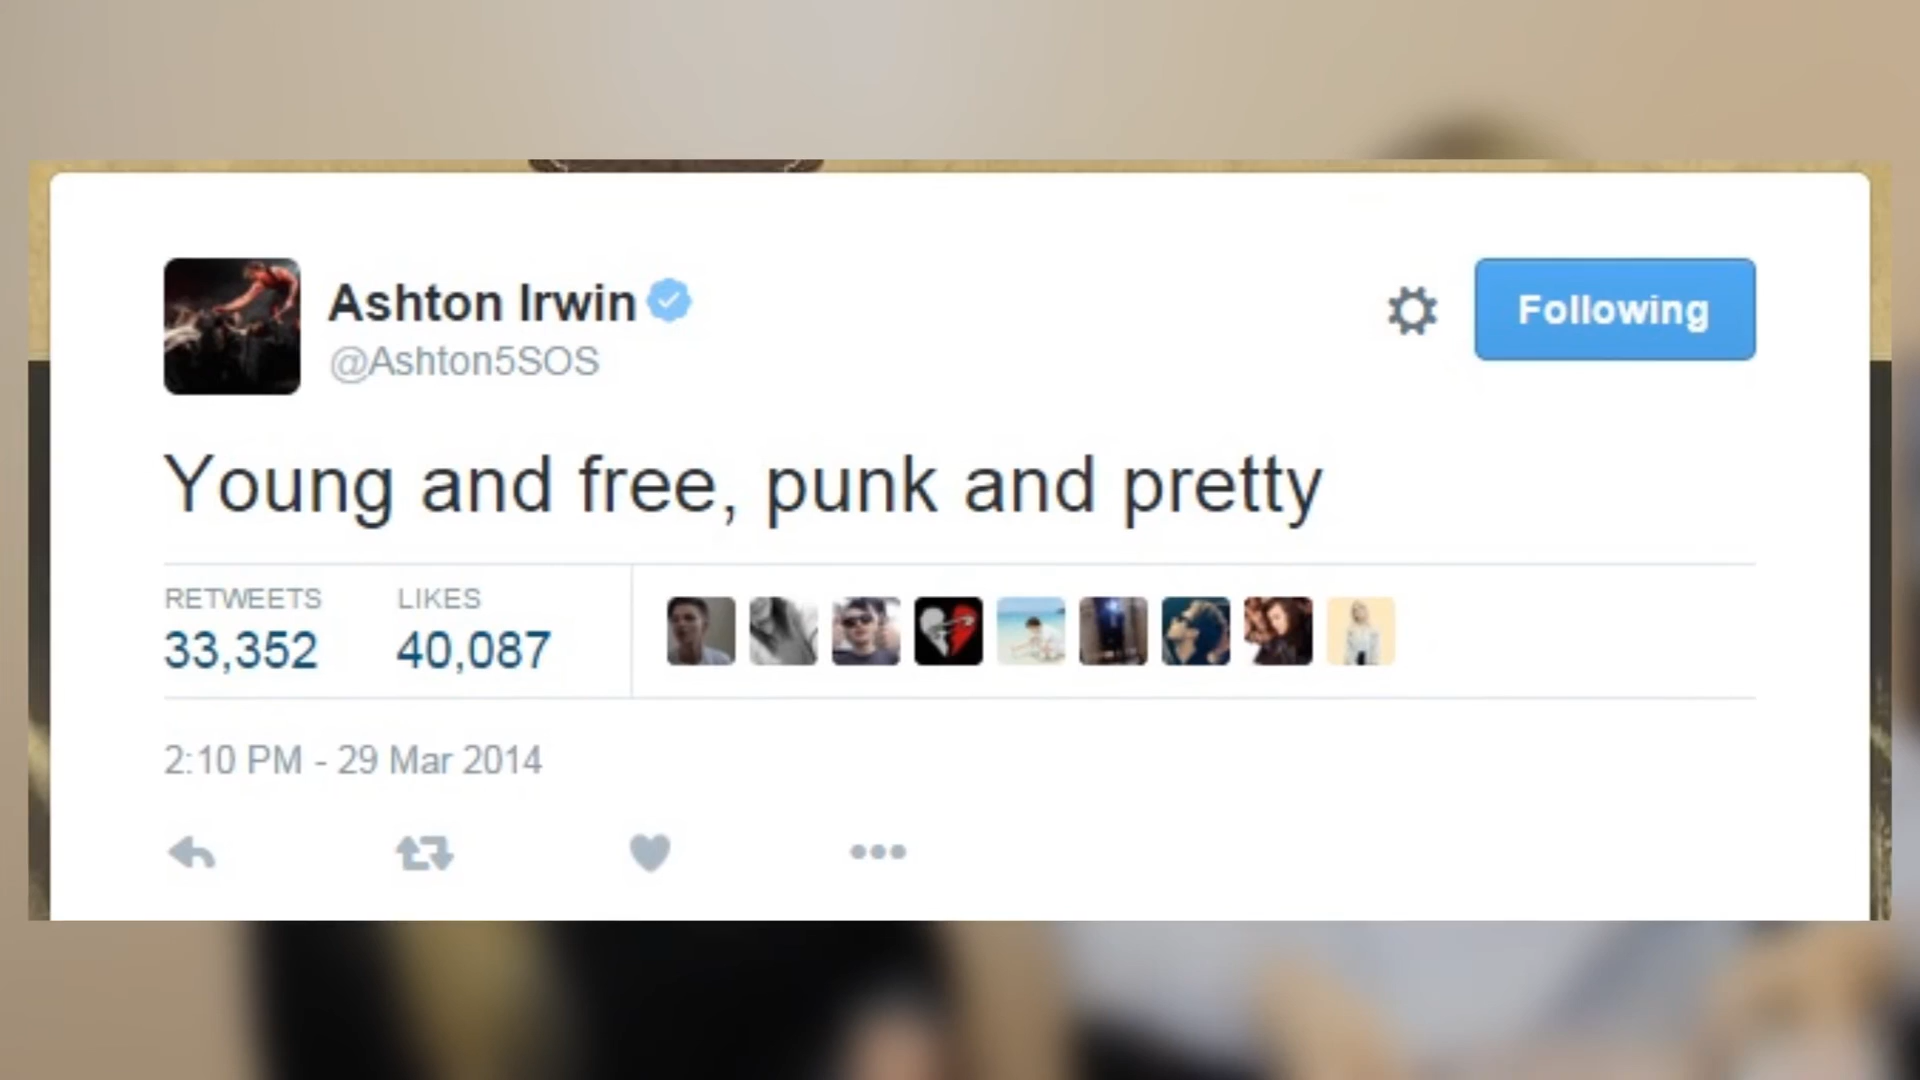 Ashton Irwin
@Ashton5SOS
Following
Young and free, punk and pretty
RETWEETS LIKES
33,352 40,087
2:10 PM - 29 Mar 2014